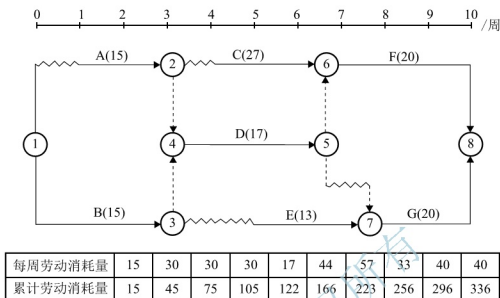 0 1 2 3 4 5 6 7 8 9 10 /周
A(15) C(27) F(20)
2 6
1 4 D(17) 5 8
B(15) E(13) G(20)
3 7
每周劳动消耗量 15 30 30 30 17 44 57 33 40 40
累计劳动消耗量 15 45 75 105 122 166 223 256 296 336
所有